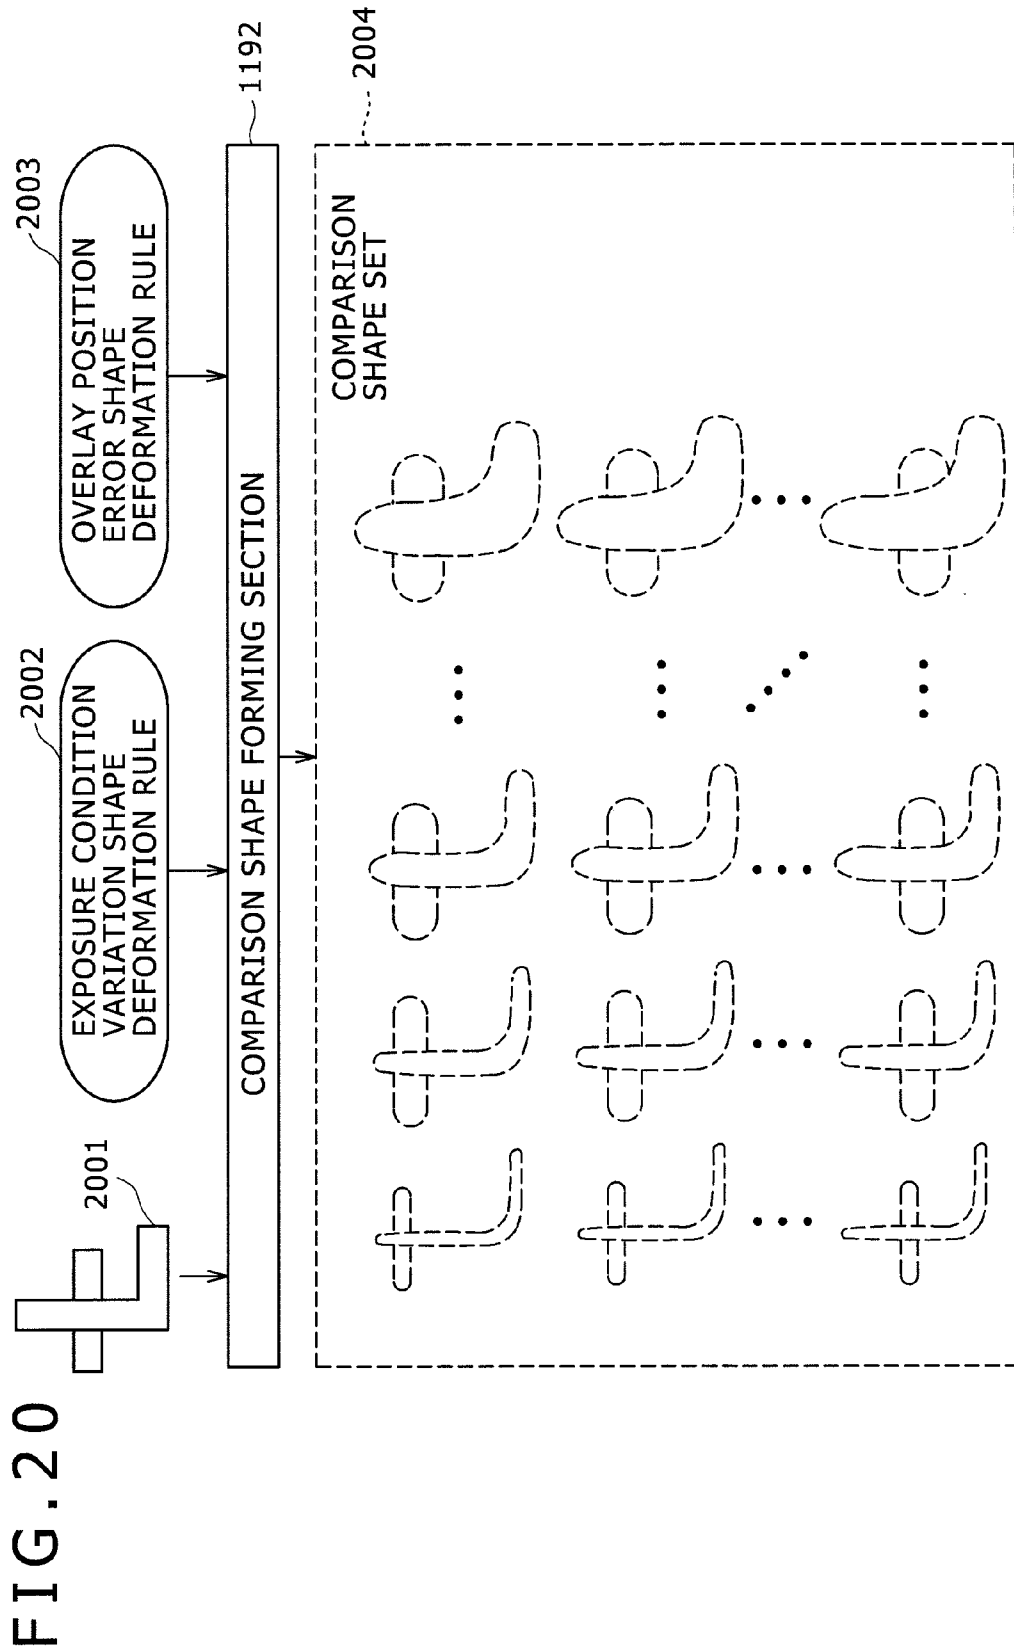 FIG.20
2001
2002
EXPOSURE CONDITION
VARIATION SHAPE
DEFORMATION RULE
2003
OVERLAY POSITION
ERROR SHAPE
DEFORMATION RULE
COMPARISON SHAPE FORMING SECTION
1192
COMPARISON
SHAPE SET
2004